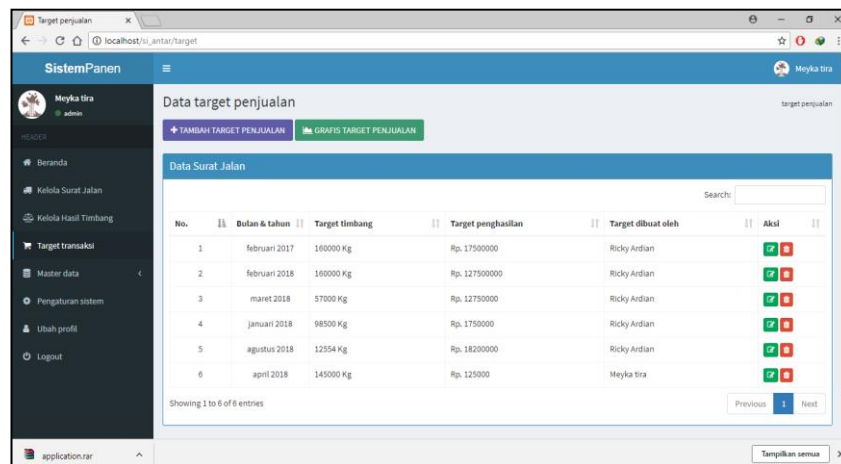 Target penjualan
localhost/si_antar/target
SistemPanen
Meyka tira
Meyka tira
admin
HEADER
Beranda
Kelola Surat Jalan
Kelola Hasil Timbang
Target transaksi
Master data
Pengaturan sistem
Ubah profil
Logout
Data target penjualan
target penjualan
TAMBAH TARGET PENJUALAN GRAFIS TARGET PENJUALAN
Data Surat Jalan
Search:
No. Bulan & tahun Target timbang Target penghasilan Target dibuat oleh Aksi
1 februari 2017 160000 Kg Rp. 17500000 Ricky Ardian
2 februari 2018 160000 Kg Rp. 127500000 Ricky Ardian
3 maret 2018 57000 Kg Rp. 12750000 Ricky Ardian
4 januari 2018 98500 Kg Rp. 1750000 Ricky Ardian
5 agustus 2018 12554 Kg Rp. 18200000 Ricky Ardian
6 april 2018 145000 Kg Rp. 125000 Meyka tira
Showing 1 to 6 of 6 entries
Previous 1 Next
application.rar
Tampilkan semua